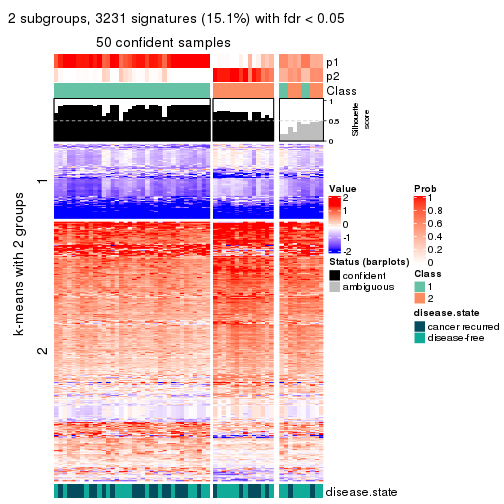 2 subgroups, 3231 signatures (15.1%) with fdr < 0.05
50 confident samples
p1
p2
Class
1
0.5
0
Silhouette
score
k-means with 2 groups
1
2
Value
2
1
0
-1
-2
Status (barplots)
confident
ambiguous
Prob
1
0.8
0.6
0.4
0.2
0
Class
1
2
disease.state
cancer recurred
disease-free
disease.state